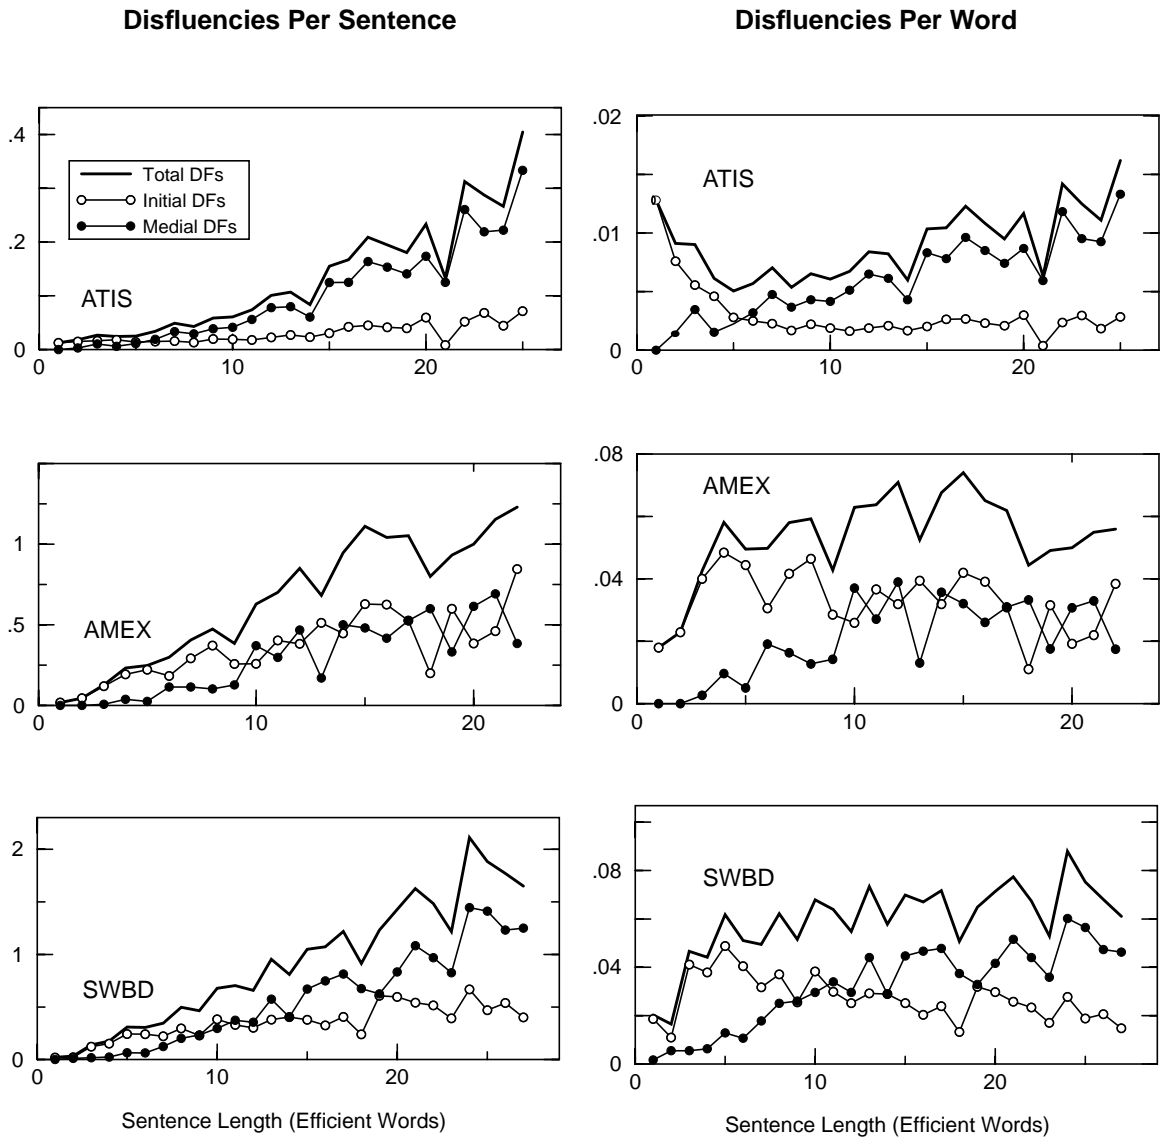 Disfluencies Per Sentence
Disfluencies Per Word
.4
.2
0
Total DFs
Initial DFs
Medial DFs
ATIS
0
10
20
.02
.01
0
ATIS
0
10
20
1
.5
0
AMEX
0
10
20
.08
.04
0
AMEX
0
10
20
2
1
0
SWBD
0
10
20
Sentence Length (Efficient Words)
.08
.04
0
SWBD
0
10
20
Sentence Length (Efficient Words)